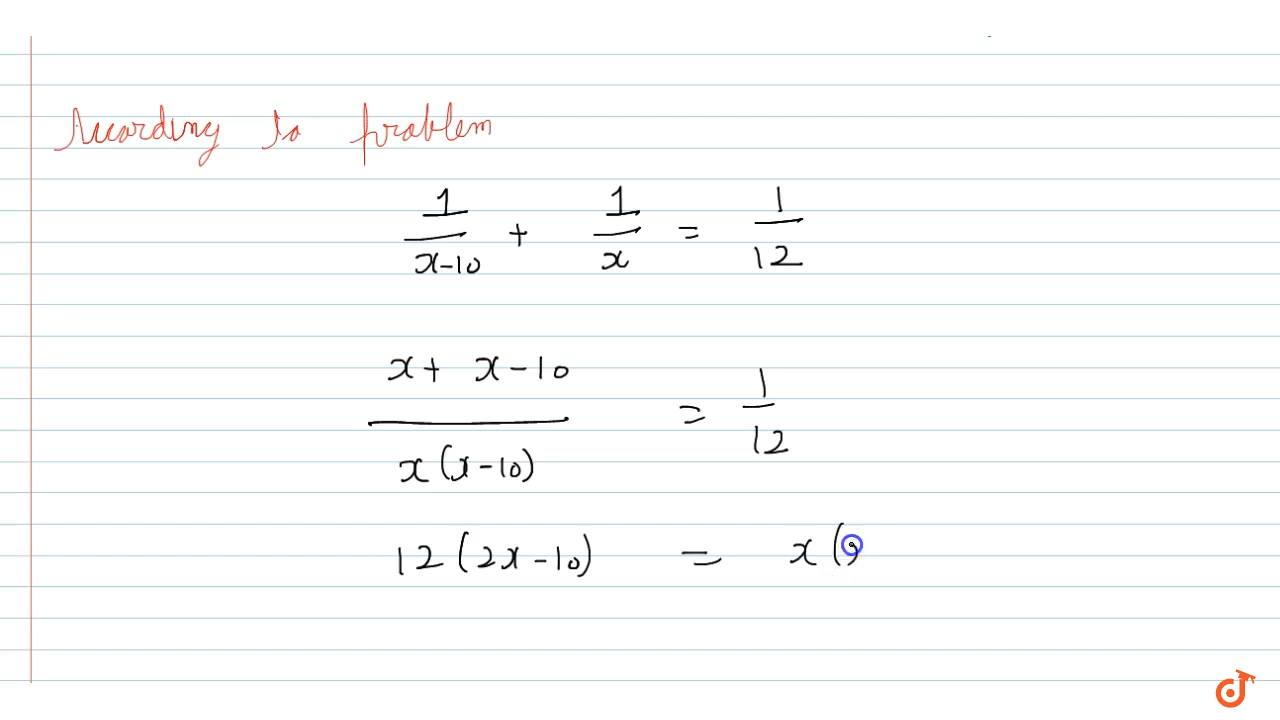 According to problem
1/(x-10) + 1/x = 1/12
(x + x-10)/(x(x-10)) = 1/12
12(2x-10) = x(